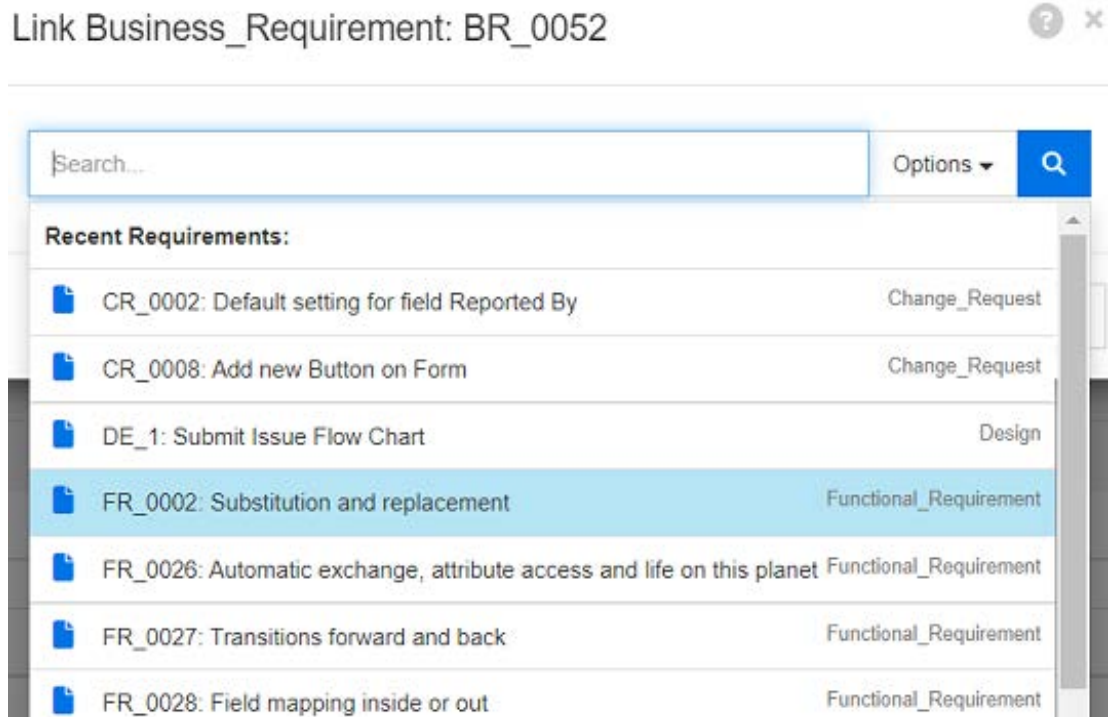 Link Business_Requirement: BR_0052
Search... Options
Recent Requirements:
CR_0002: Default setting for field Reported By Change_Request
CR_0008: Add new Button on Form Change_Request
DE_1: Submit Issue Flow Chart Design
FR_0002: Substitution and replacement Functional_Requirement
FR_0026: Automatic exchange, attribute access and life on this planet Functional_Requirement
FR_0027: Transitions forward and back Functional_Requirement
FR_0028: Field mapping inside or out Functional_Requirement